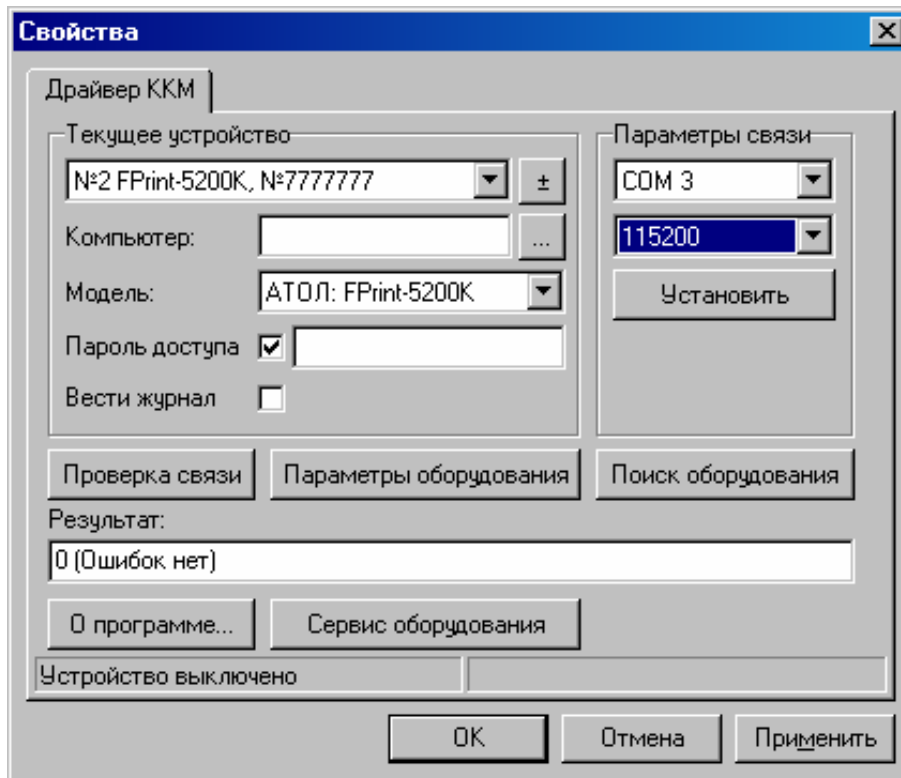 Свойства
Драйвер ККМ
Текущее устройство
№2 FPrint-5200K, №7777777
±
Компьютер:
...
Модель:
АТОЛ: FPrint-5200K
Пароль доступа
Вести журнал
Параметры связи
COM 3
115200
Установить
Проверка связи
Параметры оборудования
Поиск оборудования
Результат:
0 (Ошибок нет)
О программе...
Сервис оборудования
Устройство выключено
OK
Отмена
Применить